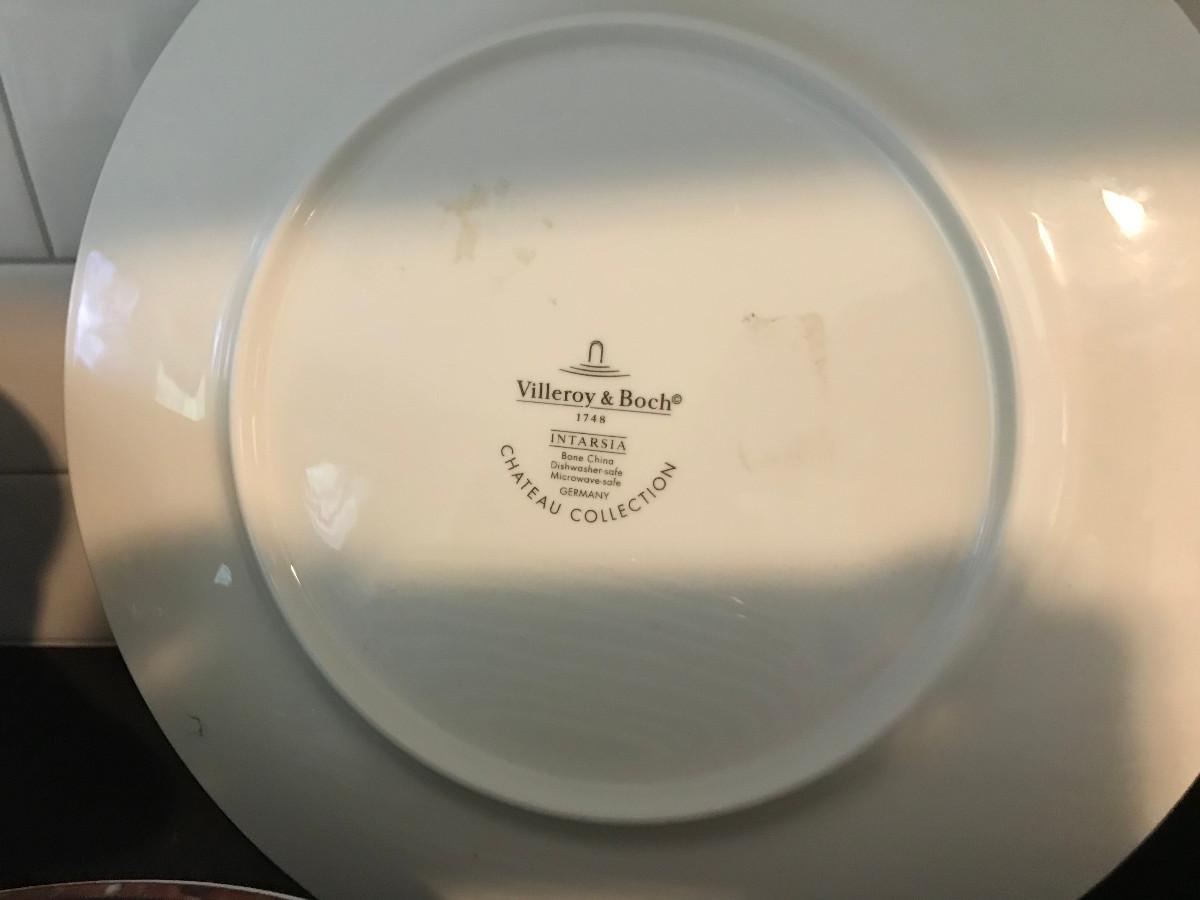 Villeroy & Boch©
1748
INTARSIA
Bone China
Dishwasher-safe
Microwave-safe
GERMANY
CHATEAU COLLECTION